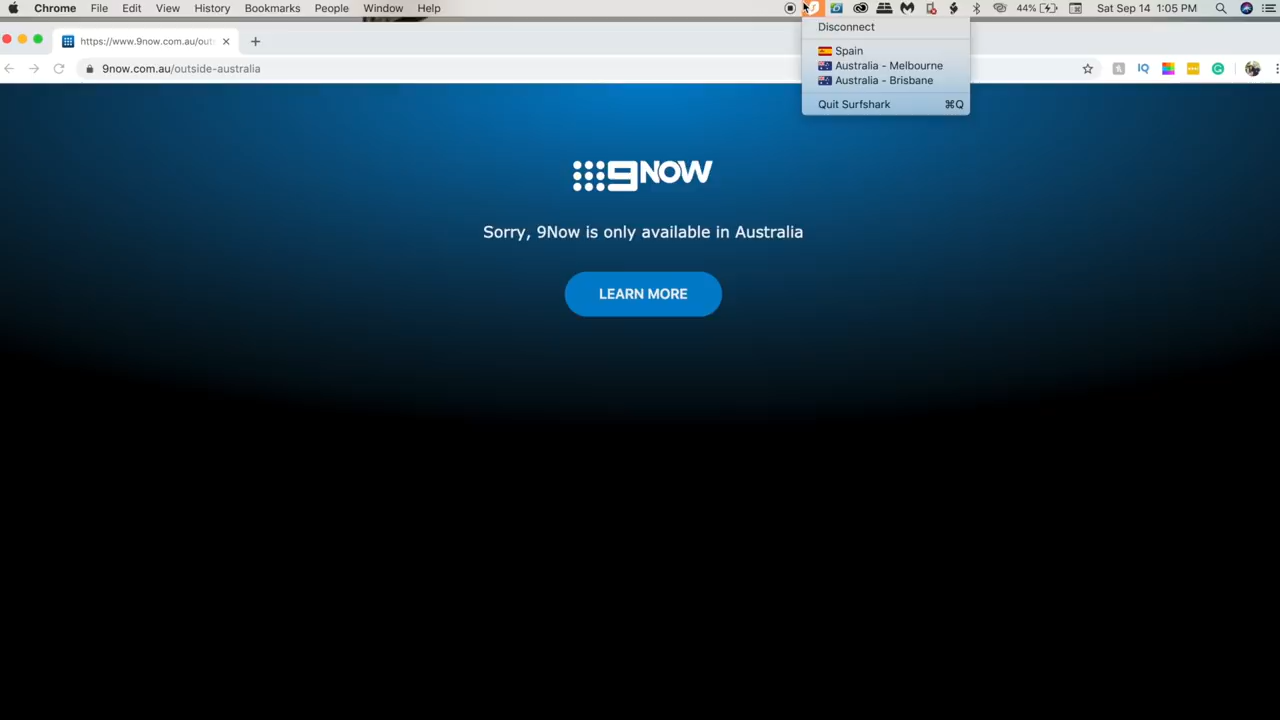 Chrome File Edit View History Bookmarks People Window Help 44% Sat Sep 14 1:05 PM
https://www.9now.com.au/out
9now.com.au/outside-australia
IQ
Disconnect
Spain
Australia - Melbourne
Australia - Brisbane
Quit Surfshark ⌘Q
9NOW
Sorry, 9Now is only available in Australia
LEARN MORE